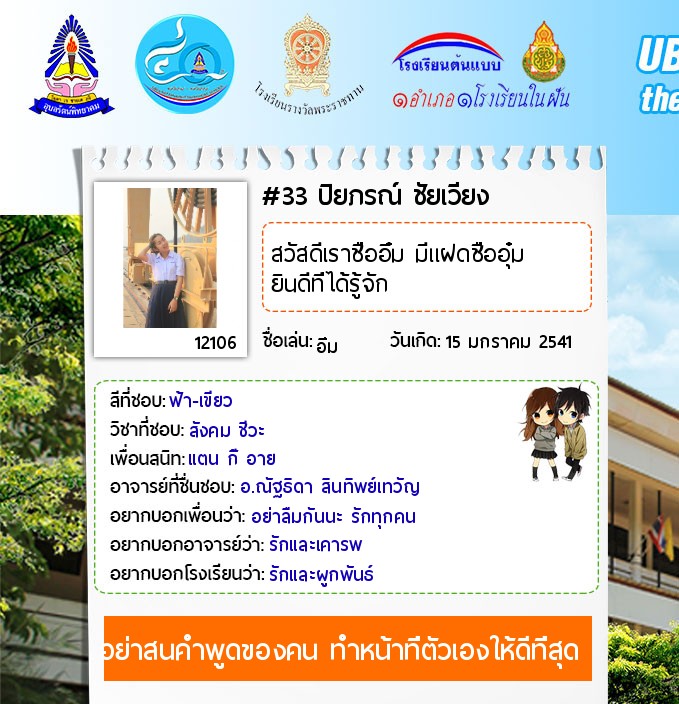 อุบลรัตน์พิทยาคม
โรงเรียนรางวัลพระราชทาน
โรงเรียนต้นแบบ
๑อำเภอ๑โรงเรียนในฝัน
UB
the
#33 ปิยภรณ์ ชัยเวียง
สวัสดีเราชื่ออิม มีแฝดชื่ออุ๋ม
ยินดีที่ได้รู้จัก
12106
ชื่อเล่น: อิม วันเกิด: 15 มกราคม 2541
สีที่ชอบ: ฟ้า-เขียว
วิชาที่ชอบ: สังคม ชีวะ
เพื่อนสนิท: แตน กี้ อาย
อาจารย์ที่ชื่นชอบ: อ.ณัฐธิดา สินทิพย์เทวัญ
อยากบอกเพื่อนว่า: อย่าลืมกันนะ รักทุกคน
อยากบอกอาจารย์ว่า: รักและเคารพ
อยากบอกโรงเรียนว่า: รักและผูกพันธ์
อย่าสนคำพูดของคน ทำหน้าที่ตัวเองให้ดีที่สุด